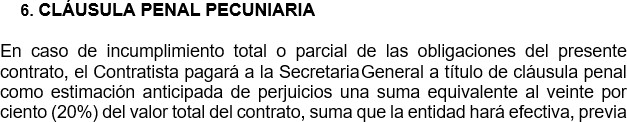 6. CLÁUSULA PENAL PECUNIARIA
En caso de incumplimiento total o parcial de las obligaciones del presente
contrato, el Contratista pagará a la Secretaria General a título de cláusula penal
como estimación anticipada de perjuicios una suma equivalente al veinte por
ciento (20%) del valor total del contrato, suma que la entidad hará efectiva, previa